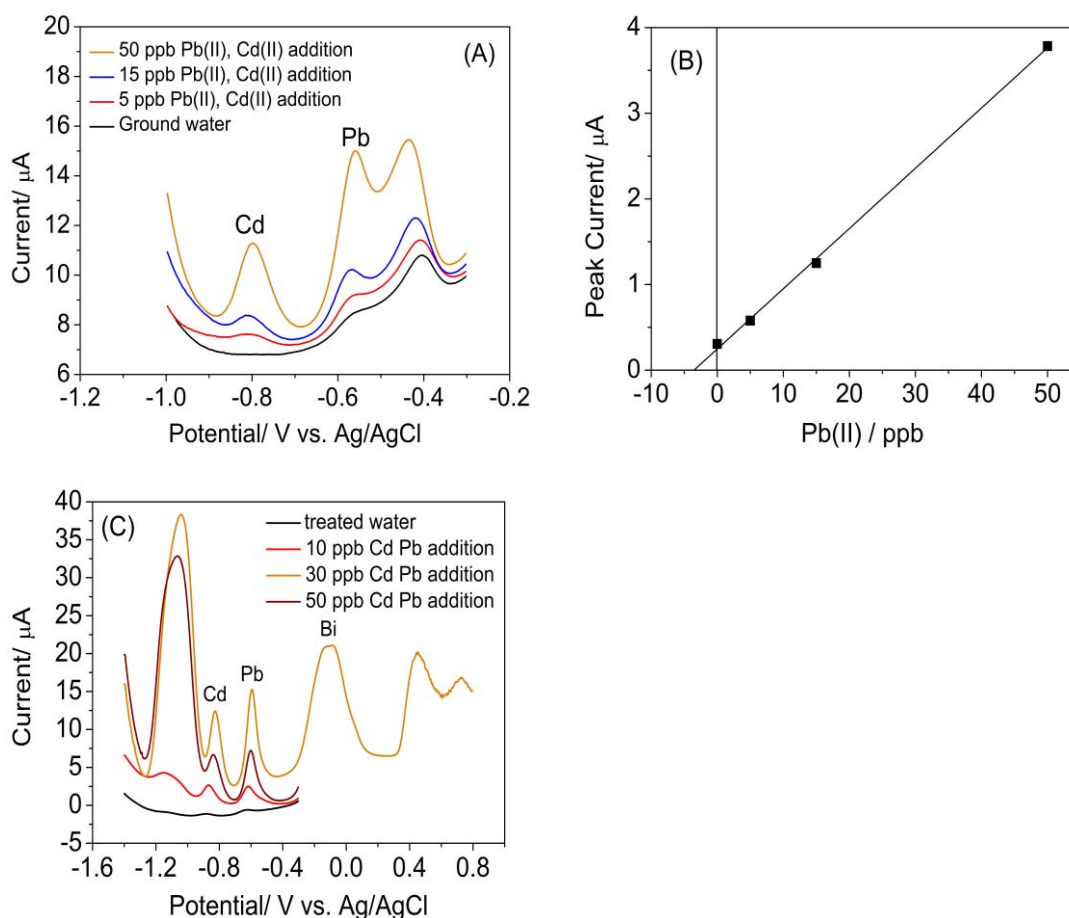 (A)
50 ppb Pb(II), Cd(II) addition
15 ppb Pb(II), Cd(II) addition
5 ppb Pb(II), Cd(II) addition
Ground water
Cd
Pb
20
18
16
14
12
10
8
6
Current/ μA
-1.0
-0.8
-0.6
-0.4
-0.2
Potential/ V vs. Ag/AgCl
(B)
4
3
2
1
0
Peak Current/ μA
-10
0
10
20
30
40
50
Pb(II) / ppb
(C)
treated water
10 ppb Cd Pb addition
30 ppb Cd Pb addition
50 ppb Cd Pb addition
Cd
Pb
Bi
40
35
30
25
20
15
10
5
0
-5
Current/ μA
-1.6
-1.2
-0.8
-0.4
0.0
0.4
0.8
Potential/ V vs. Ag/AgCl